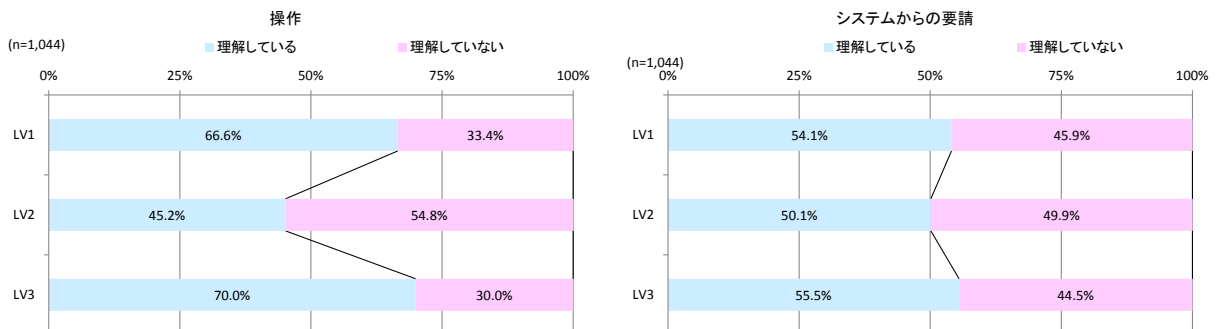 操作
(n=1,044)
理解している 理解していない
0% 25% 50% 75% 100%
LV1 66.6% 33.4%
LV2 45.2% 54.8%
LV3 70.0% 30.0%
システムからの要請
理解している 理解していない
(n=1,044)
0% 25% 50% 75% 100%
LV1 54.1% 45.9%
LV2 50.1% 49.9%
LV3 55.5% 44.5%